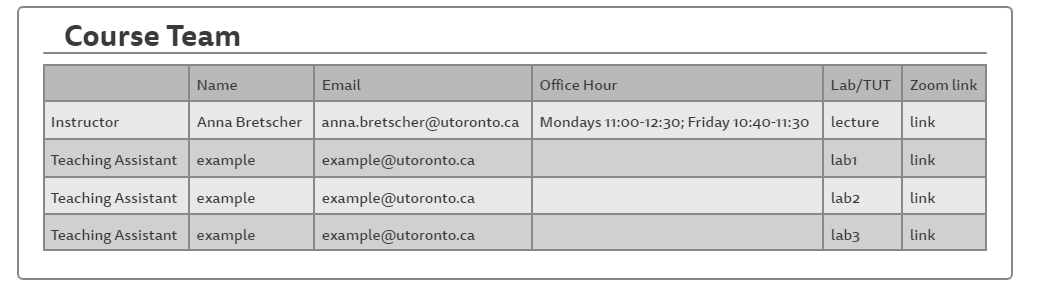 Course Team
Name Email Office Hour Lab/TUT Zoom link
Instructor Anna Bretscher anna.bretscher@utoronto.ca Mondays 11:00-12:30; Friday 10:40-11:30 lecture link
Teaching Assistant example example@utoronto.ca lab1 link
Teaching Assistant example example@utoronto.ca lab2 link
Teaching Assistant example example@utoronto.ca lab3 link